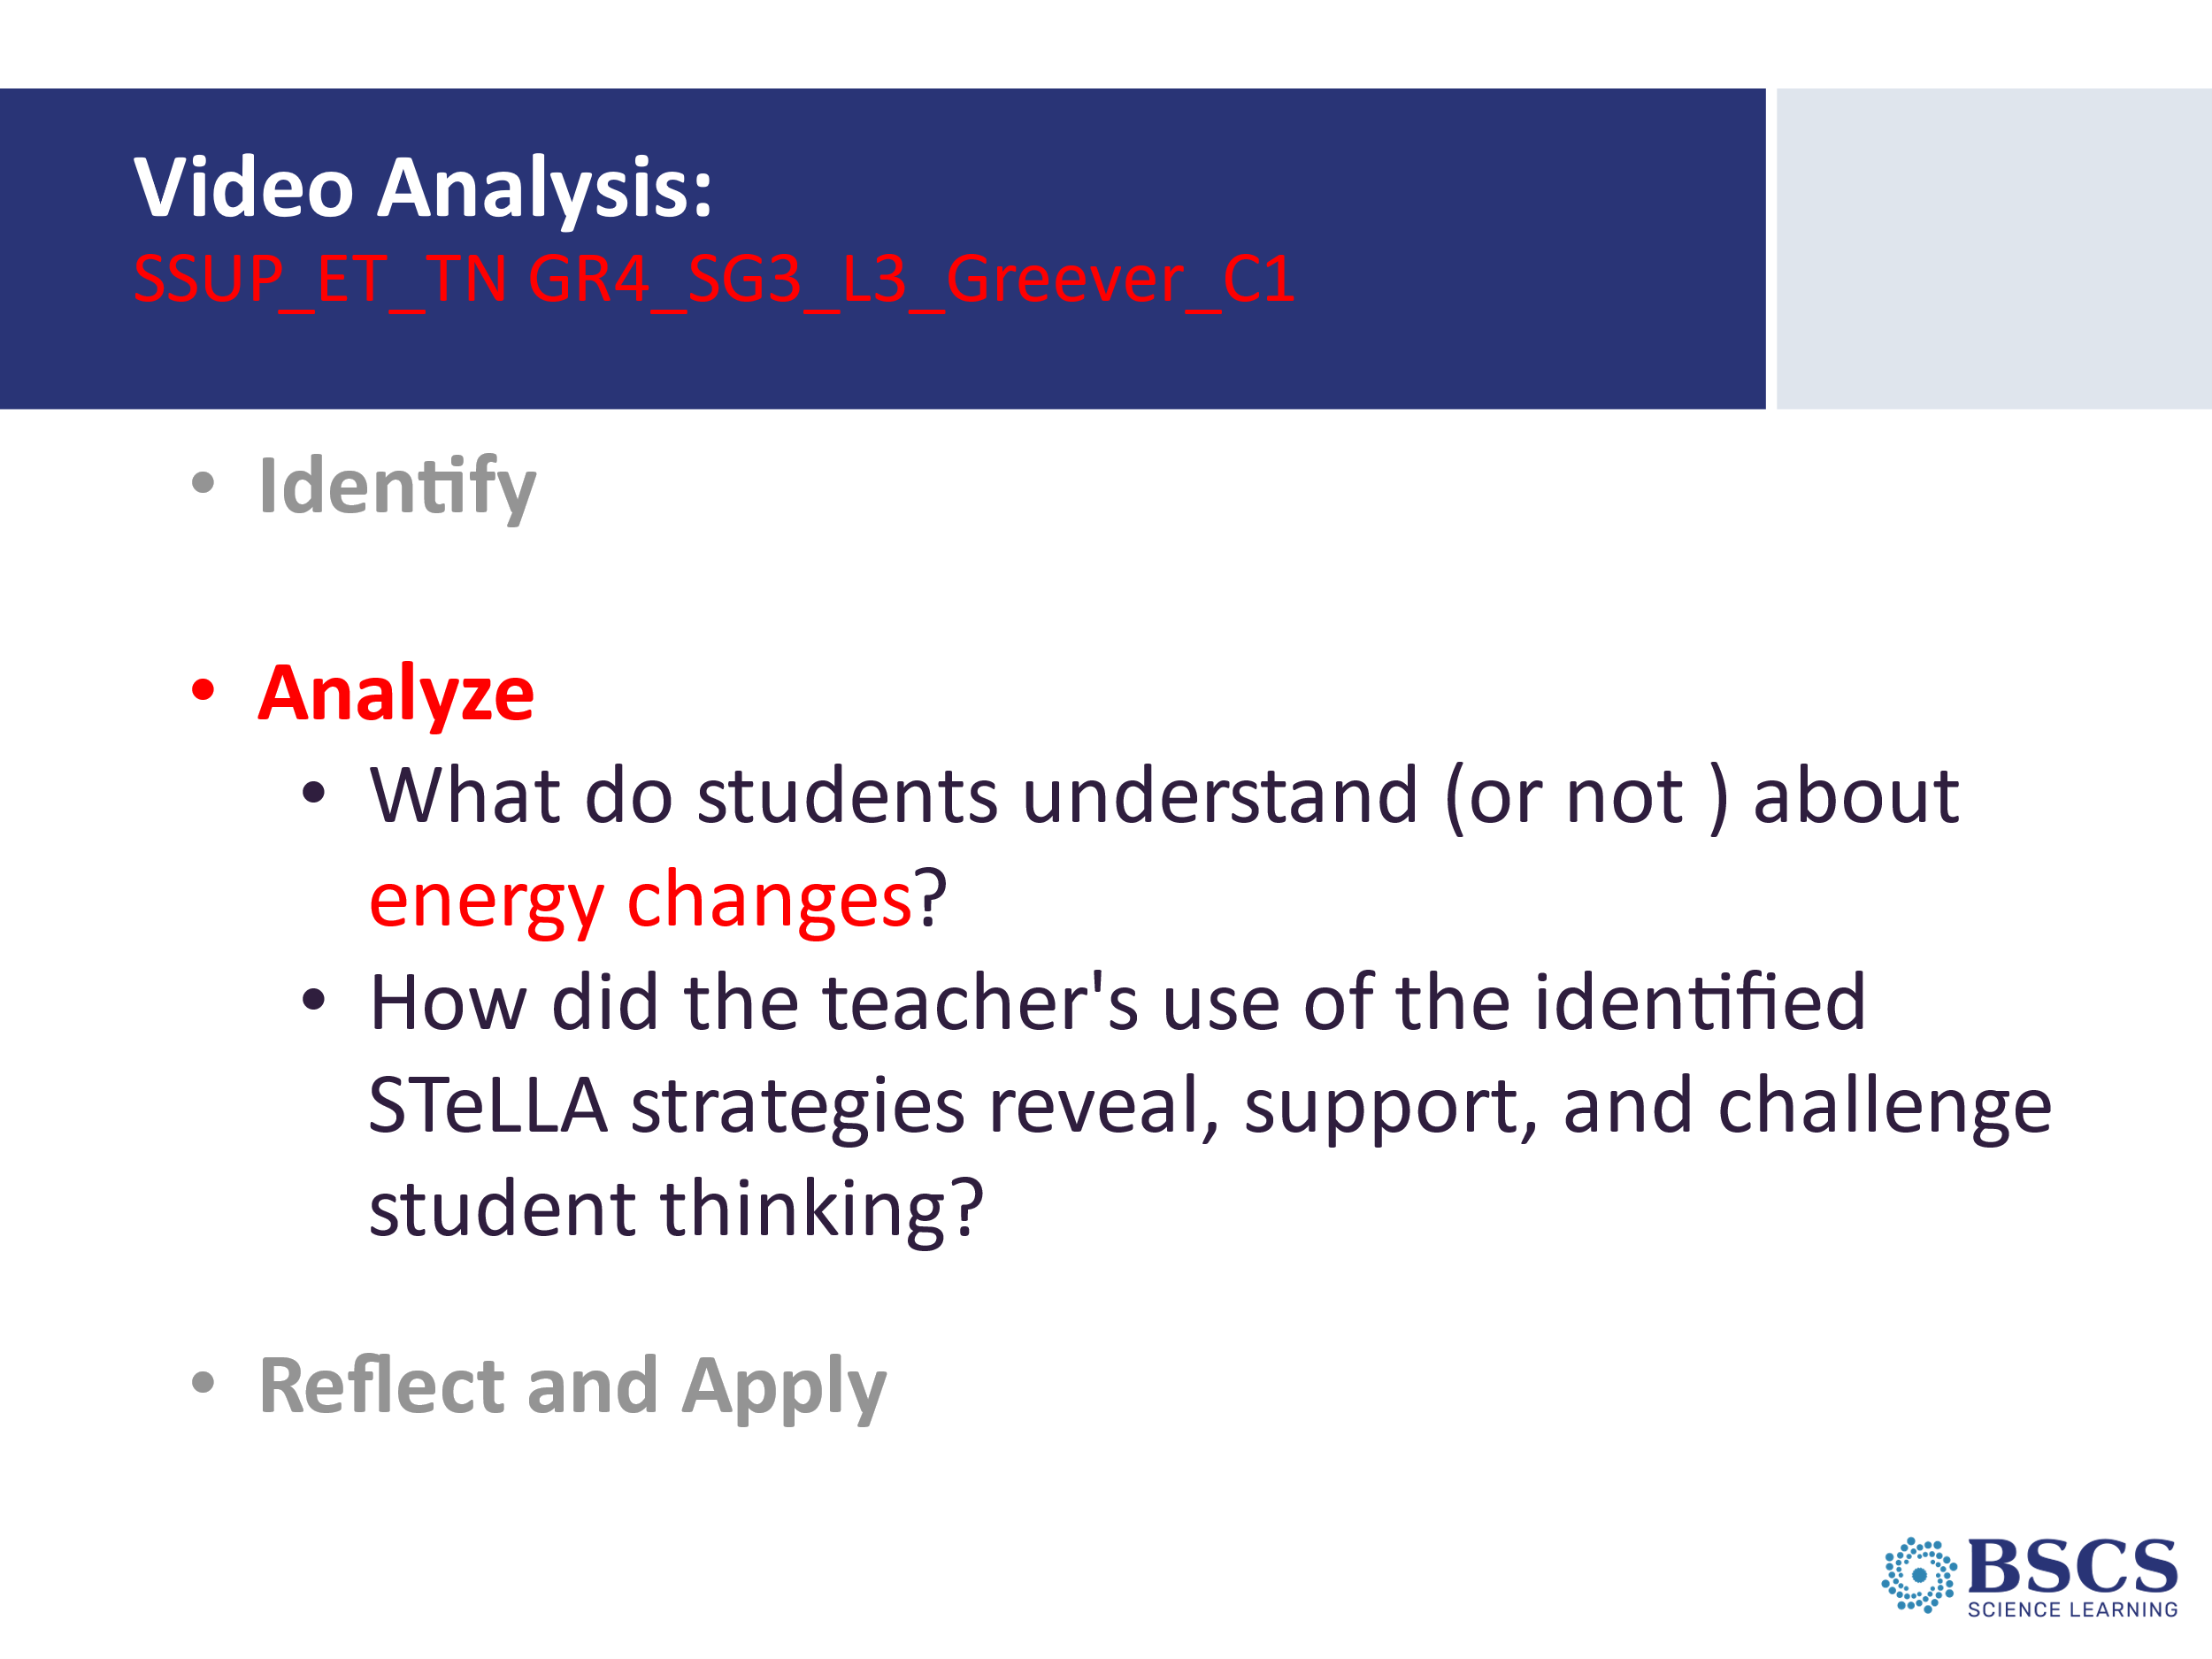 Video Analysis:
SSUP_ET_TN GR4_SG3_L3_Greever_C1
• Identify
• Analyze
• What do students understand (or not ) about
energy changes?
• How did the teacher's use of the identified
STeLLA strategies reveal, support, and challenge
student thinking?
• Reflect and Apply
BSCS
SCIENCE LEARNING